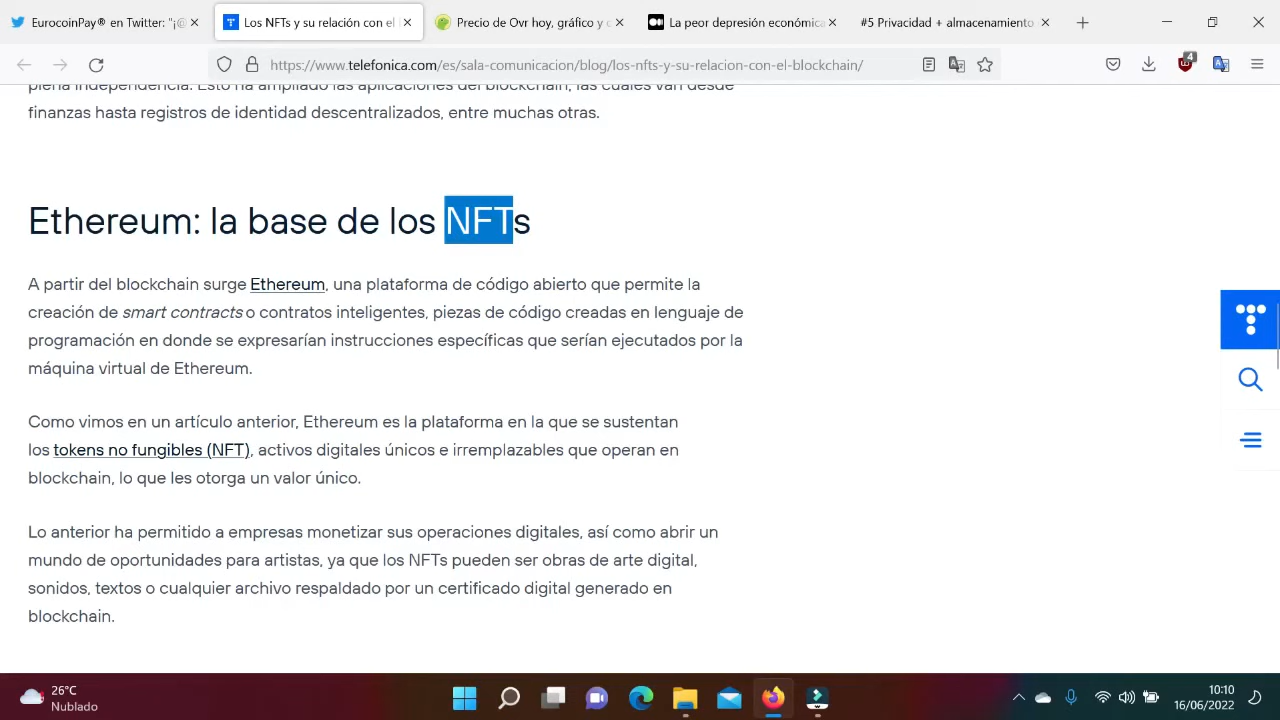 EurocoinPay® en Twitter: "¡@
Los NFTs y su relación con el
Precio de Ovr hoy, gráfico y c
La peor depresión económica
#5 Privacidad + almacenamiento
https://www.telefonica.com/es/sala-comunicacion/blog/los-nfts-y-su-relacion-con-el-blockchain/
4
plena independencia. Esto ha ampliado las aplicaciones del blockchain, las cuales van desde
finanzas hasta registros de identidad descentralizados, entre muchas otras.
Ethereum: la base de los NFTs
A partir del blockchain surge Ethereum, una plataforma de código abierto que permite la
creación de smart contracts o contratos inteligentes, piezas de código creadas en lenguaje de
programación en donde se expresarían instrucciones específicas que serían ejecutados por la
máquina virtual de Ethereum.
Como vimos en un artículo anterior, Ethereum es la plataforma en la que se sustentan
los tokens no fungibles (NFT), activos digitales únicos e irremplazables que operan en
blockchain, lo que les otorga un valor único.
Lo anterior ha permitido a empresas monetizar sus operaciones digitales, así como abrir un
mundo de oportunidades para artistas, ya que los NFTs pueden ser obras de arte digital,
sonidos, textos o cualquier archivo respaldado por un certificado digital generado en
blockchain.
26°C
Nublado
10:10
16/06/2022